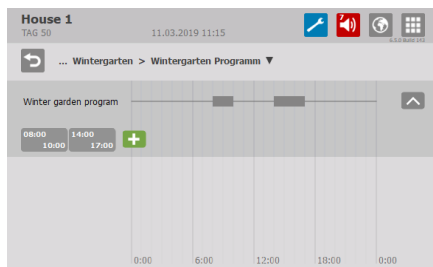 House 1
TAG 50 11.03.2019 11:15
7
... Wintergarten > Wintergarten Programm ▼
Winter garden program
08:00 14:00
10:00 17:00
0:00 6:00 12:00 18:00 0:00